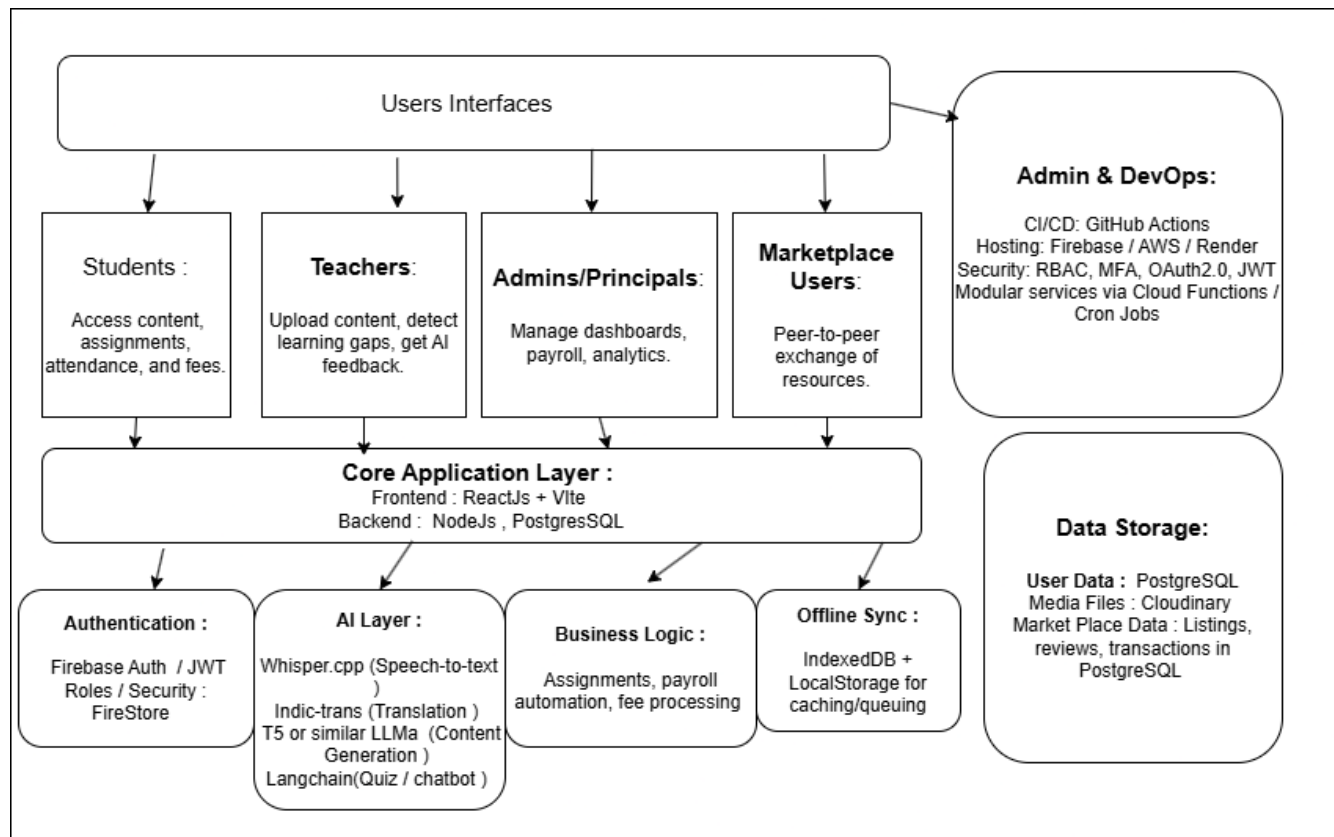 Users Interfaces
Admin & DevOps:
CI/CD: GitHub Actions
Hosting: Firebase / AWS / Render
Security: RBAC, MFA, OAuth2.0, JWT
Modular services via Cloud Functions /
Cron Jobs
Students :
Access content,
assignments,
attendance, and fees.
Teachers:
Upload content, detect
learning gaps, get AI
feedback.
Admins/Principals:
Manage dashboards,
payroll, analytics.
Marketplace
Users:
Peer-to-peer
exchange of
resources.
Core Application Layer :
Frontend : ReactJs + VIte
Backend : NodeJs , PostgresSQL
Data Storage:
User Data : PostgreSQL
Media Files : Cloudinary
Market Place Data : Listings,
reviews, transactions in
PostgreSQL
Authentication :
Firebase Auth / JWT
Roles / Security :
FireStore
AI Layer :
Whisper.cpp (Speech-to-text
)
Indic-trans (Translation )
T5 or similar LLMa (Content
Generation )
Langchain(Quiz / chatbot )
Business Logic :
Assignments, payroll
automation, fee processing
Offline Sync :
IndexedDB +
LocalStorage for
caching/queuing